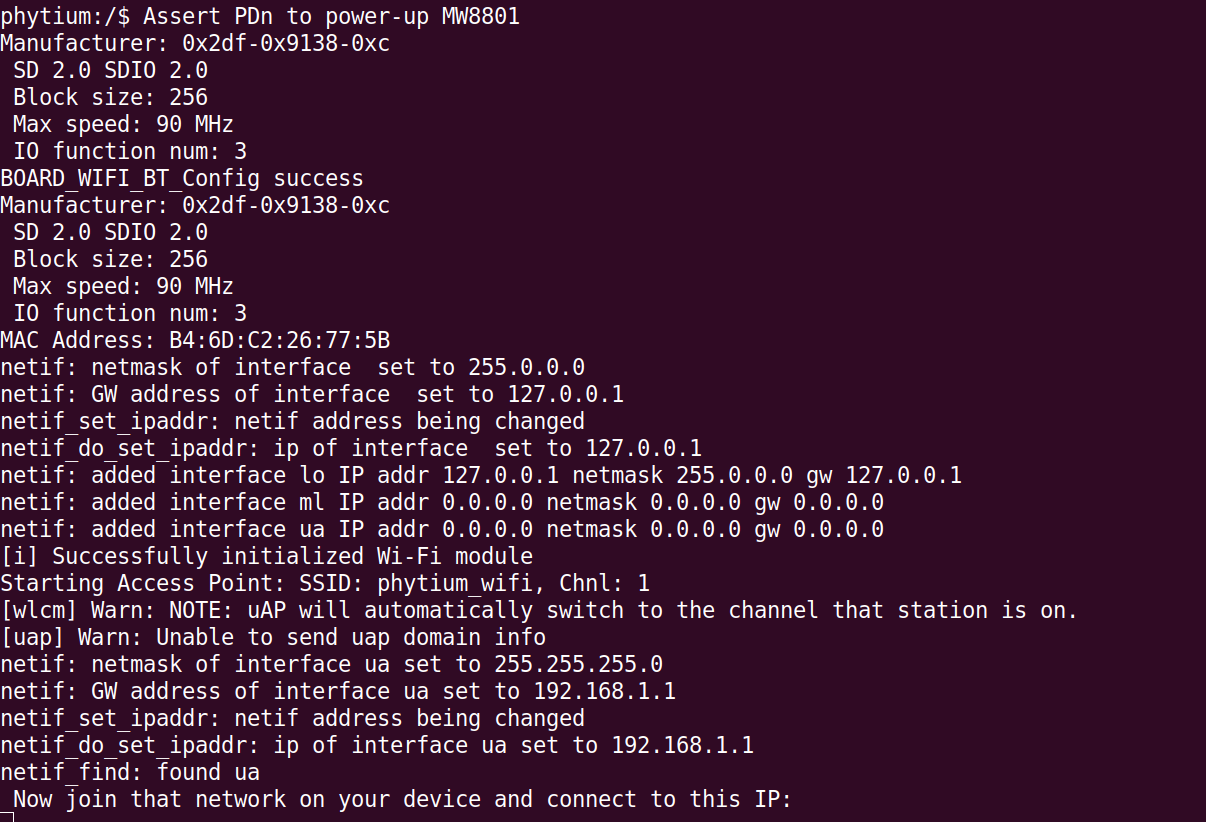 phytium:/$ Assert PDn to power-up MW8801
Manufacturer: 0x2df-0x9138-0xc
 SD 2.0 SDIO 2.0
 Block size: 256
 Max speed: 90 MHz
 IO function num: 3
BOARD_WIFI_BT_Config success
Manufacturer: 0x2df-0x9138-0xc
 SD 2.0 SDIO 2.0
 Block size: 256
 Max speed: 90 MHz
 IO function num: 3
MAC Address: B4:6D:C2:26:77:5B
netif: netmask of interface  set to 255.0.0.0
netif: GW address of interface  set to 127.0.0.1
netif_set_ipaddr: netif address being changed
netif_do_set_ipaddr: ip of interface  set to 127.0.0.1
netif: added interface lo IP addr 127.0.0.1 netmask 255.0.0.0 gw 127.0.0.1
netif: added interface ml IP addr 0.0.0.0 netmask 0.0.0.0 gw 0.0.0.0
netif: added interface ua IP addr 0.0.0.0 netmask 0.0.0.0 gw 0.0.0.0
[i] Successfully initialized Wi-Fi module
Starting Access Point: SSID: phytium_wifi, Chnl: 1
[wlcm] Warn: NOTE: uAP will automatically switch to the channel that station is on.
[uap] Warn: Unable to send uap domain info
netif: netmask of interface ua set to 255.255.255.0
netif: GW address of interface ua set to 192.168.1.1
netif_set_ipaddr: netif address being changed
netif_do_set_ipaddr: ip of interface ua set to 192.168.1.1
netif_find: found ua
 Now join that network on your device and connect to this IP: